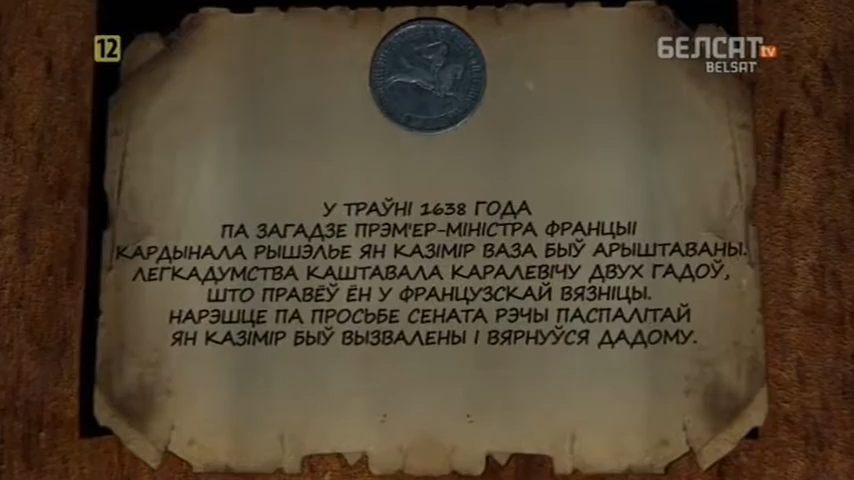 12
БЕЛСАТ tv
BELSAT
У ТРАЎНІ 1638 ГОДА
ПА ЗАГАДЗЕ ПРЭМ'ЕР-МІНІСТРА ФРАНЦЫІ
КАРДЫНАЛА РЫШЭЛЬЕ ЯН КАЗІМІР ВАЗА БЫЎ АРЫШТАВАНЫ.
ЛЕГКАДУМСТВА КАШТАВАЛА КАРАЛЕВІЧУ ДВУХ ГАДОЎ,
ШТО ПРАВЁЎ ЁН У ФРАНЦУЗСКАЙ ВЯЗНІЦЫ.
НАРЭШЦЕ ПА ПРОСЬБЕ СЕНАТА РЭЧЫ ПАСПАЛІТАЙ
ЯН КАЗІМІР БЫЎ ВЫЗВАЛЕНЫ І ВЯРНУЎСЯ ДАДОМУ.